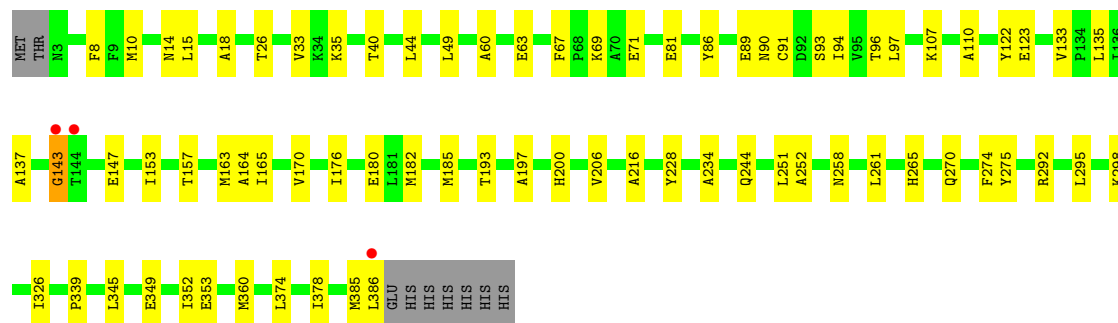 MET THR N3 F8 F9 M10 N14 L15 A18 T26 V33 K34 K35 T40 L44 L49 A60 E63 F67 P68 K69 A70 E71 E81 Y86 E89 N90 C91 D92 S93 I94 V95 T96 L97 K107 A110 Y122 E123 V133 P134 L135 I136
A137 G143 T144 E147 I153 T157 M163 A164 I165 V170 I176 E180 L181 M182 M185 T193 A197 H200 V206 A216 Y228 A234 Q244 L251 A252 N258 L261 H265 Q270 F274 Y275 R292 L295 K298
I326 P339 L345 E349 I352 E353 M360 L374 I378 M385 L386 GLU HIS HIS HIS HIS HIS